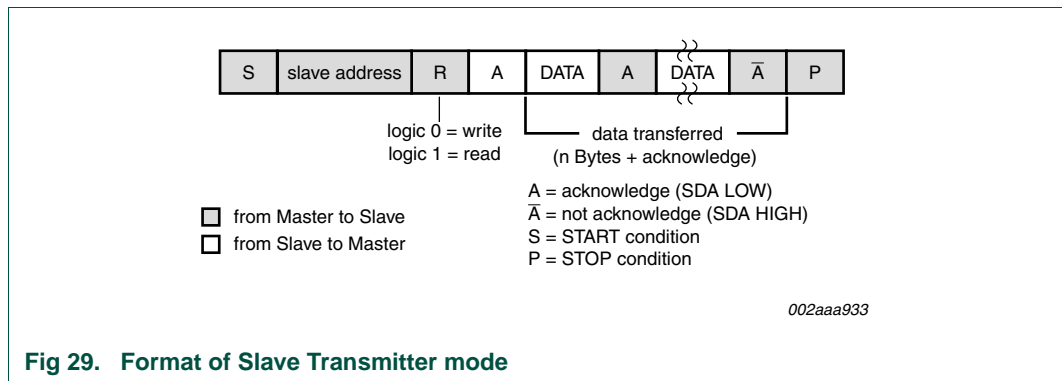 S slave address R A DATA A DATA A̅ P
logic 0 = write
logic 1 = read
data transferred
(n Bytes + acknowledge)
A = acknowledge (SDA LOW)
A̅ = not acknowledge (SDA HIGH)
S = START condition
P = STOP condition
from Master to Slave
from Slave to Master
002aaa933
Fig 29. Format of Slave Transmitter mode